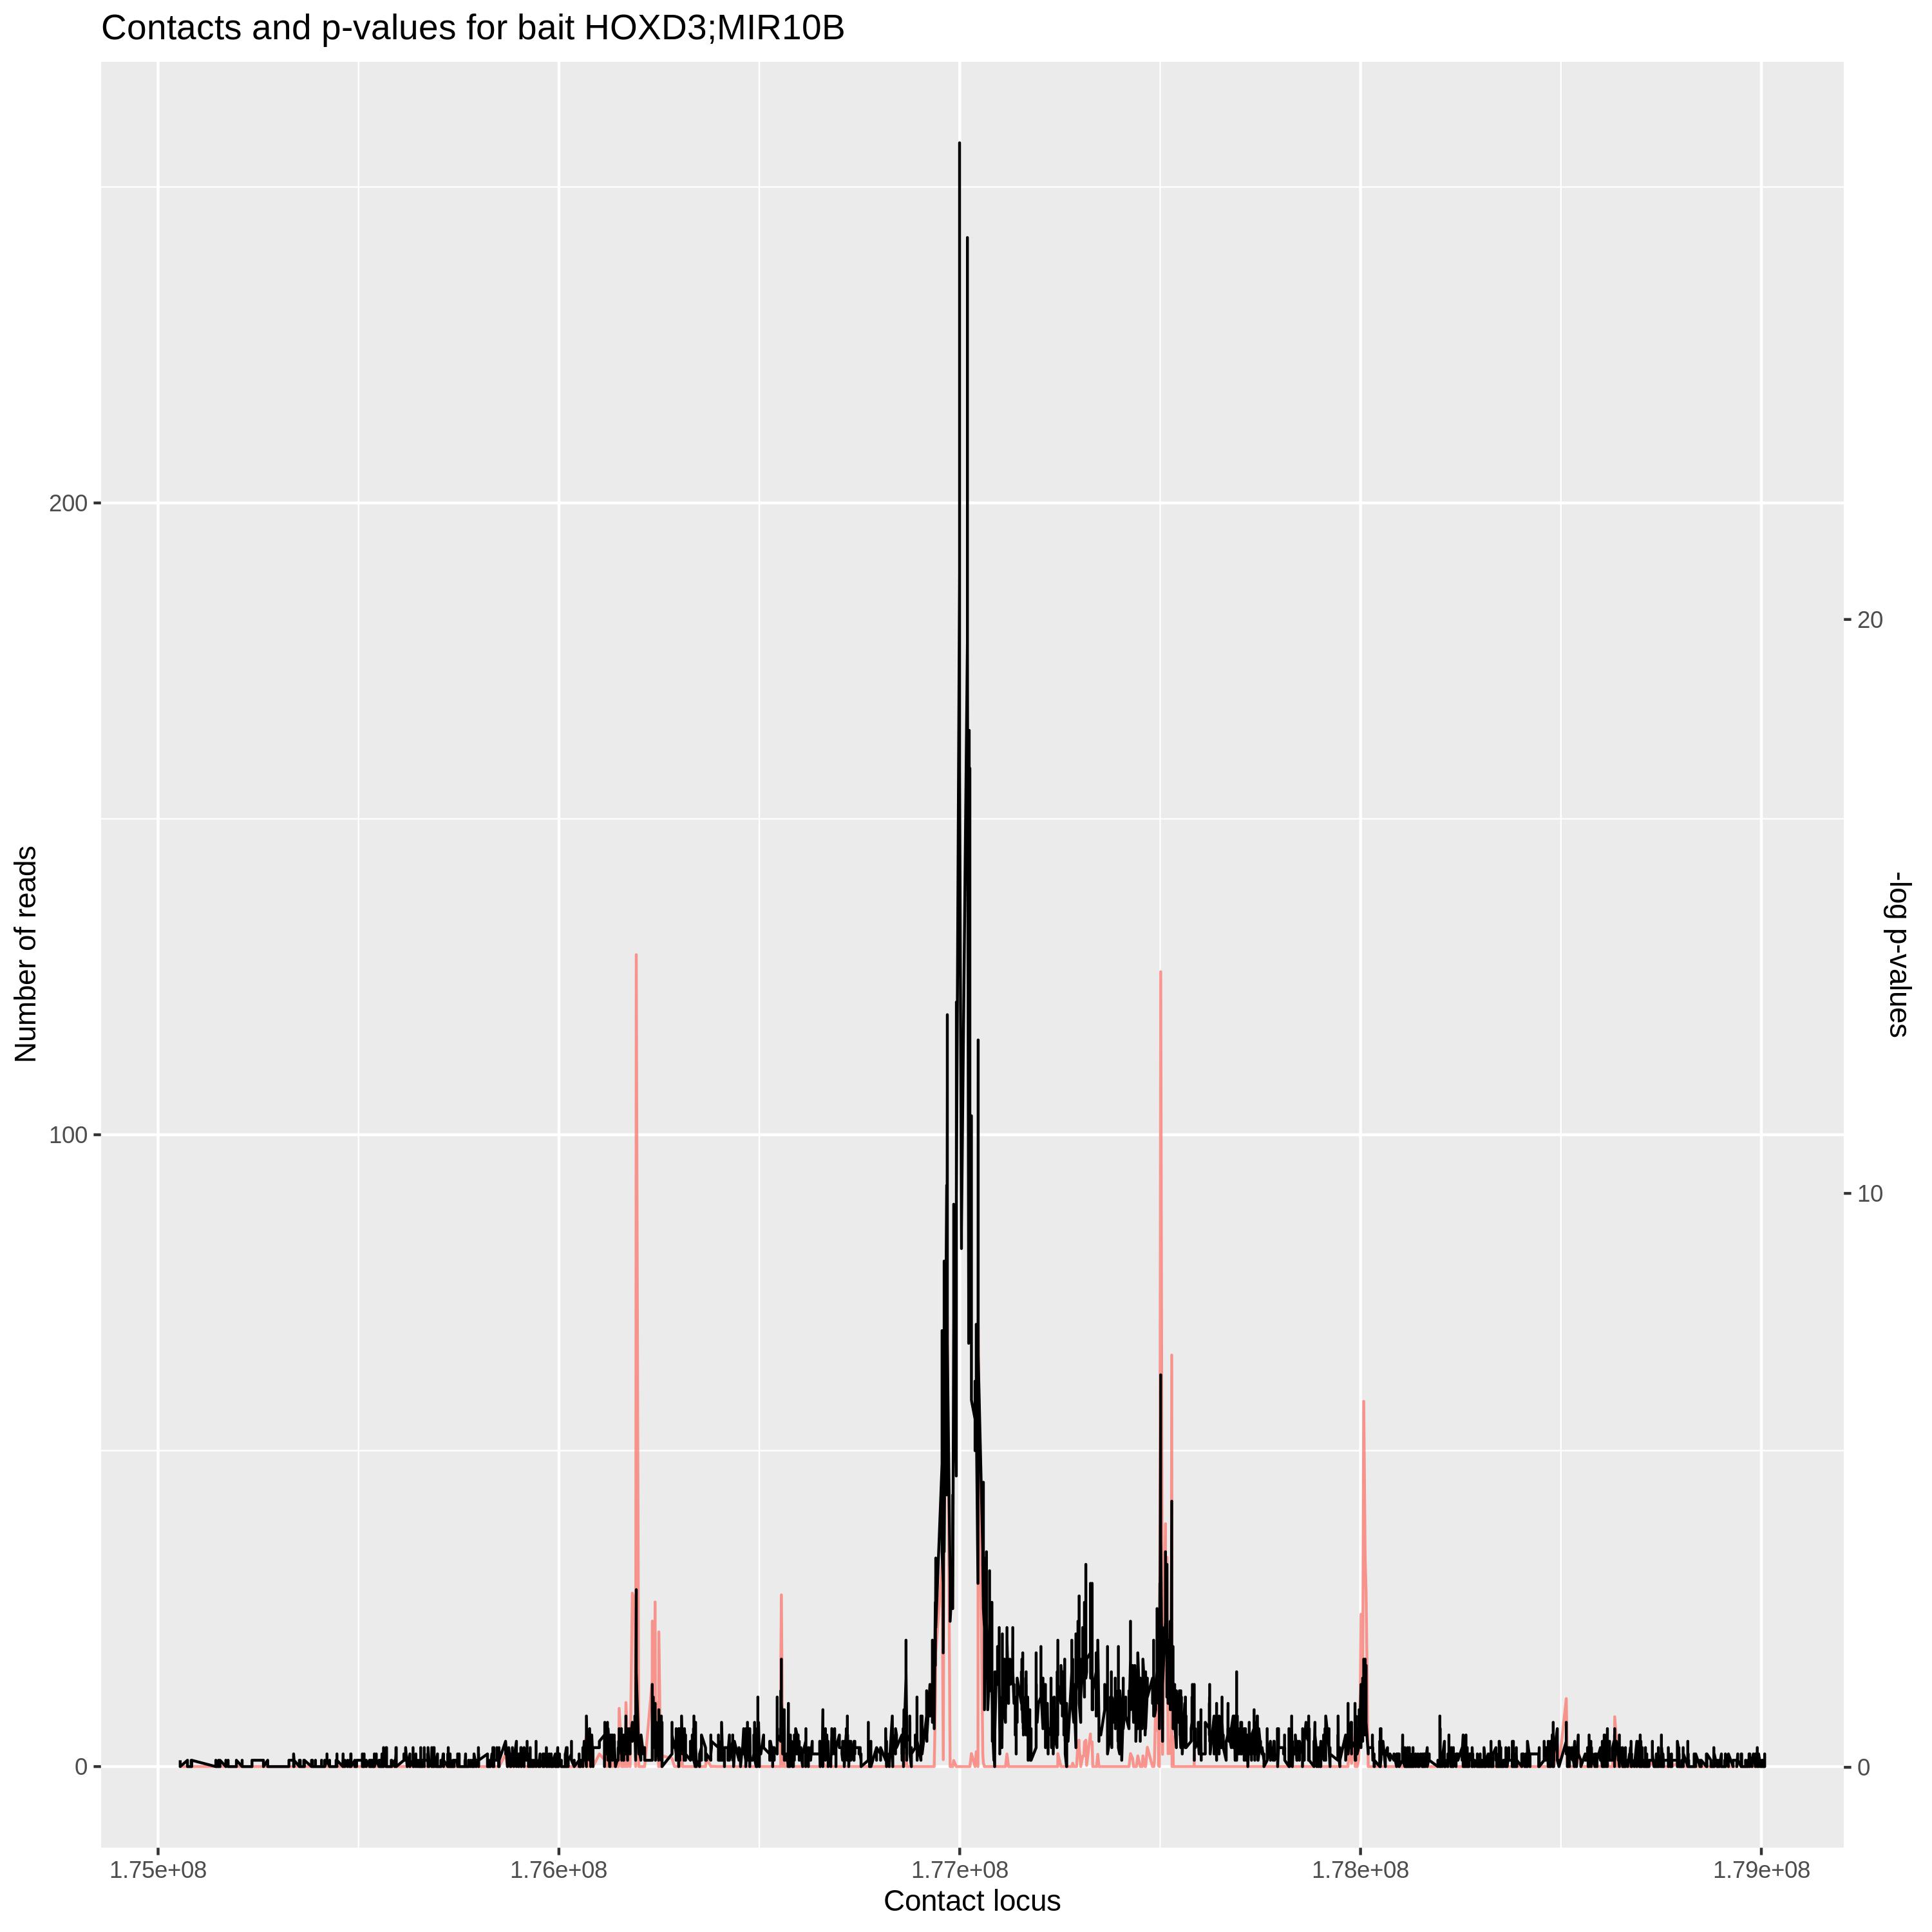 Contacts and p-values for bait HOXD3;MIR10B
Number of reads
200
100
0
20
10
0
-log p-values
1.75e+08
1.76e+08
1.77e+08
1.78e+08
1.79e+08
Contact locus